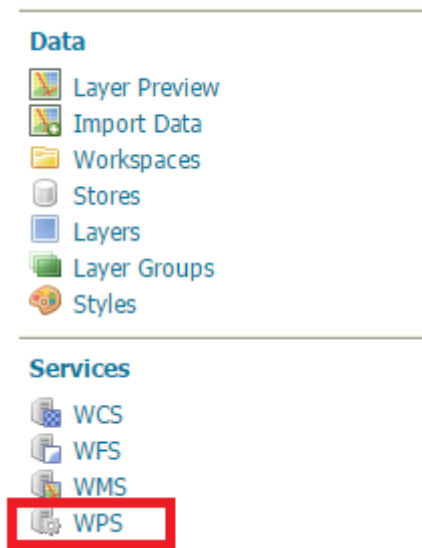 Data
Layer Preview
Import Data
Workspaces
Stores
Layers
Layer Groups
Styles
Services
WCS
WFS
WMS
WPS